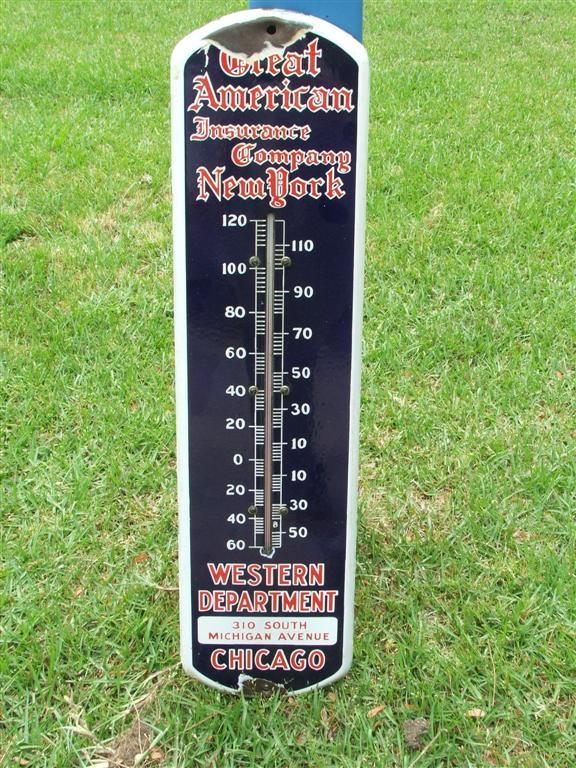 Great
American
Insurance
Company
New York
120
110
100
90
80
70
60
50
40
30
20
10
0
10
20
30
40
8
50
60
WESTERN
DEPARTMENT
310 SOUTH
MICHIGAN AVENUE
CHICAGO